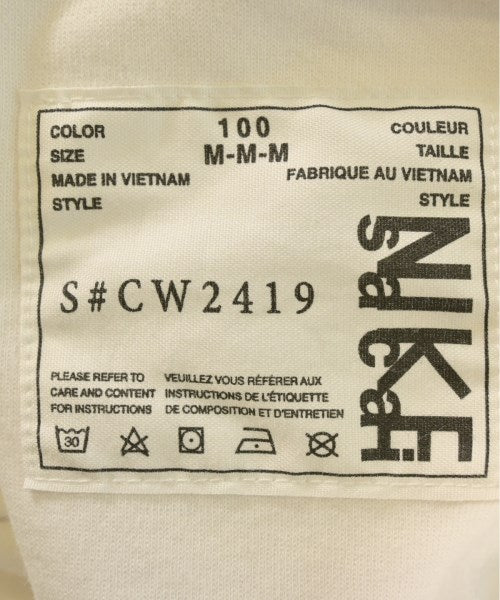 COLOR 100 COULEUR
SIZE M-M-M TAILLE
MADE IN VIETNAM FABRIQUE AU VIETNAM
STYLE STYLE
S#CW2419
NIKE
sacai
PLEASE REFER TO
CARE AND CONTENT
FOR INSTRUCTIONS
VEUILLEZ VOUS RÉFÉRER AUX
INSTRUCTIONS DE L'ÉTIQUETTE
DE COMPOSITION ET D'ENTRETIEN
30